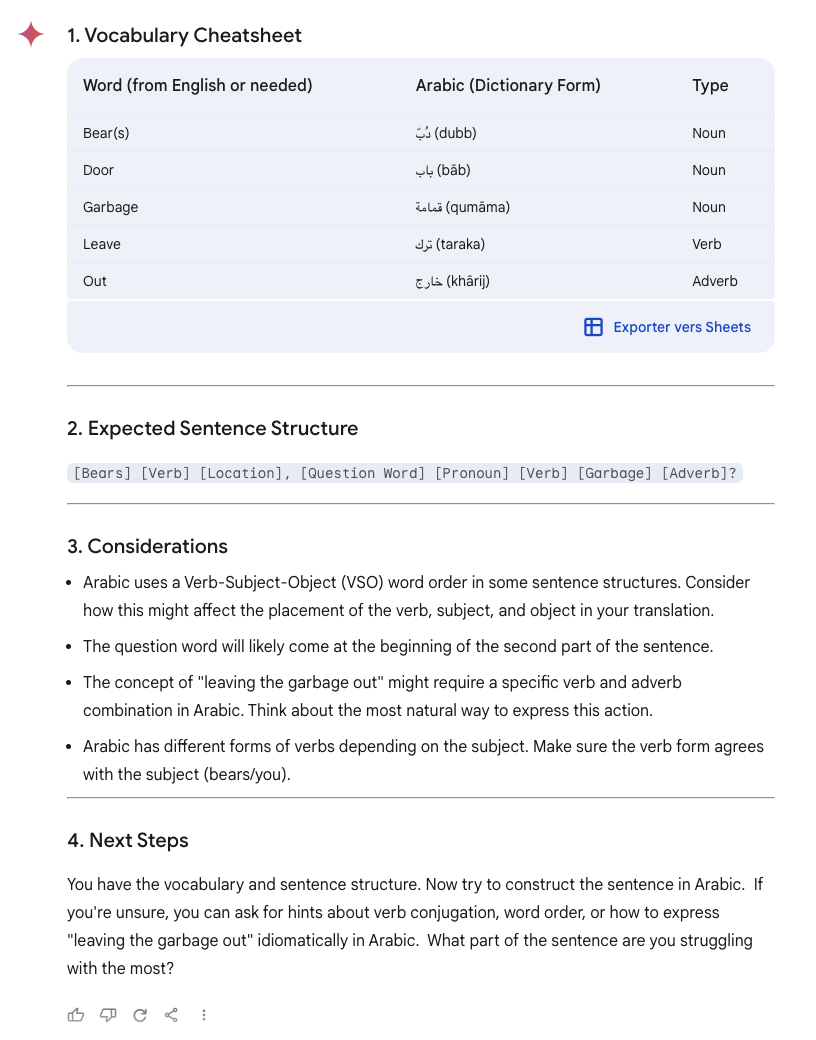 1. Vocabulary Cheatsheet
Word (from English or needed) Arabic (Dictionary Form) Type
Bear(s) دُبّ (dubb) Noun
Door باب (bāb) Noun
Garbage قمامة (qumāma) Noun
Leave ترك (taraka) Verb
Out خارج (khārij) Adverb
Exporter vers Sheets
2. Expected Sentence Structure
[Bears] [Verb] [Location], [Question Word] [Pronoun] [Verb] [Garbage] [Adverb]?
3. Considerations
• Arabic uses a Verb-Subject-Object (VSO) word order in some sentence structures. Consider
how this might affect the placement of the verb, subject, and object in your translation.
• The question word will likely come at the beginning of the second part of the sentence.
• The concept of "leaving the garbage out" might require a specific verb and adverb
combination in Arabic. Think about the most natural way to express this action.
• Arabic has different forms of verbs depending on the subject. Make sure the verb form agrees
with the subject (bears/you).
4. Next Steps
You have the vocabulary and sentence structure. Now try to construct the sentence in Arabic.  If
you're unsure, you can ask for hints about verb conjugation, word order, or how to express
"leaving the garbage out" idiomatically in Arabic.  What part of the sentence are you struggling
with the most?